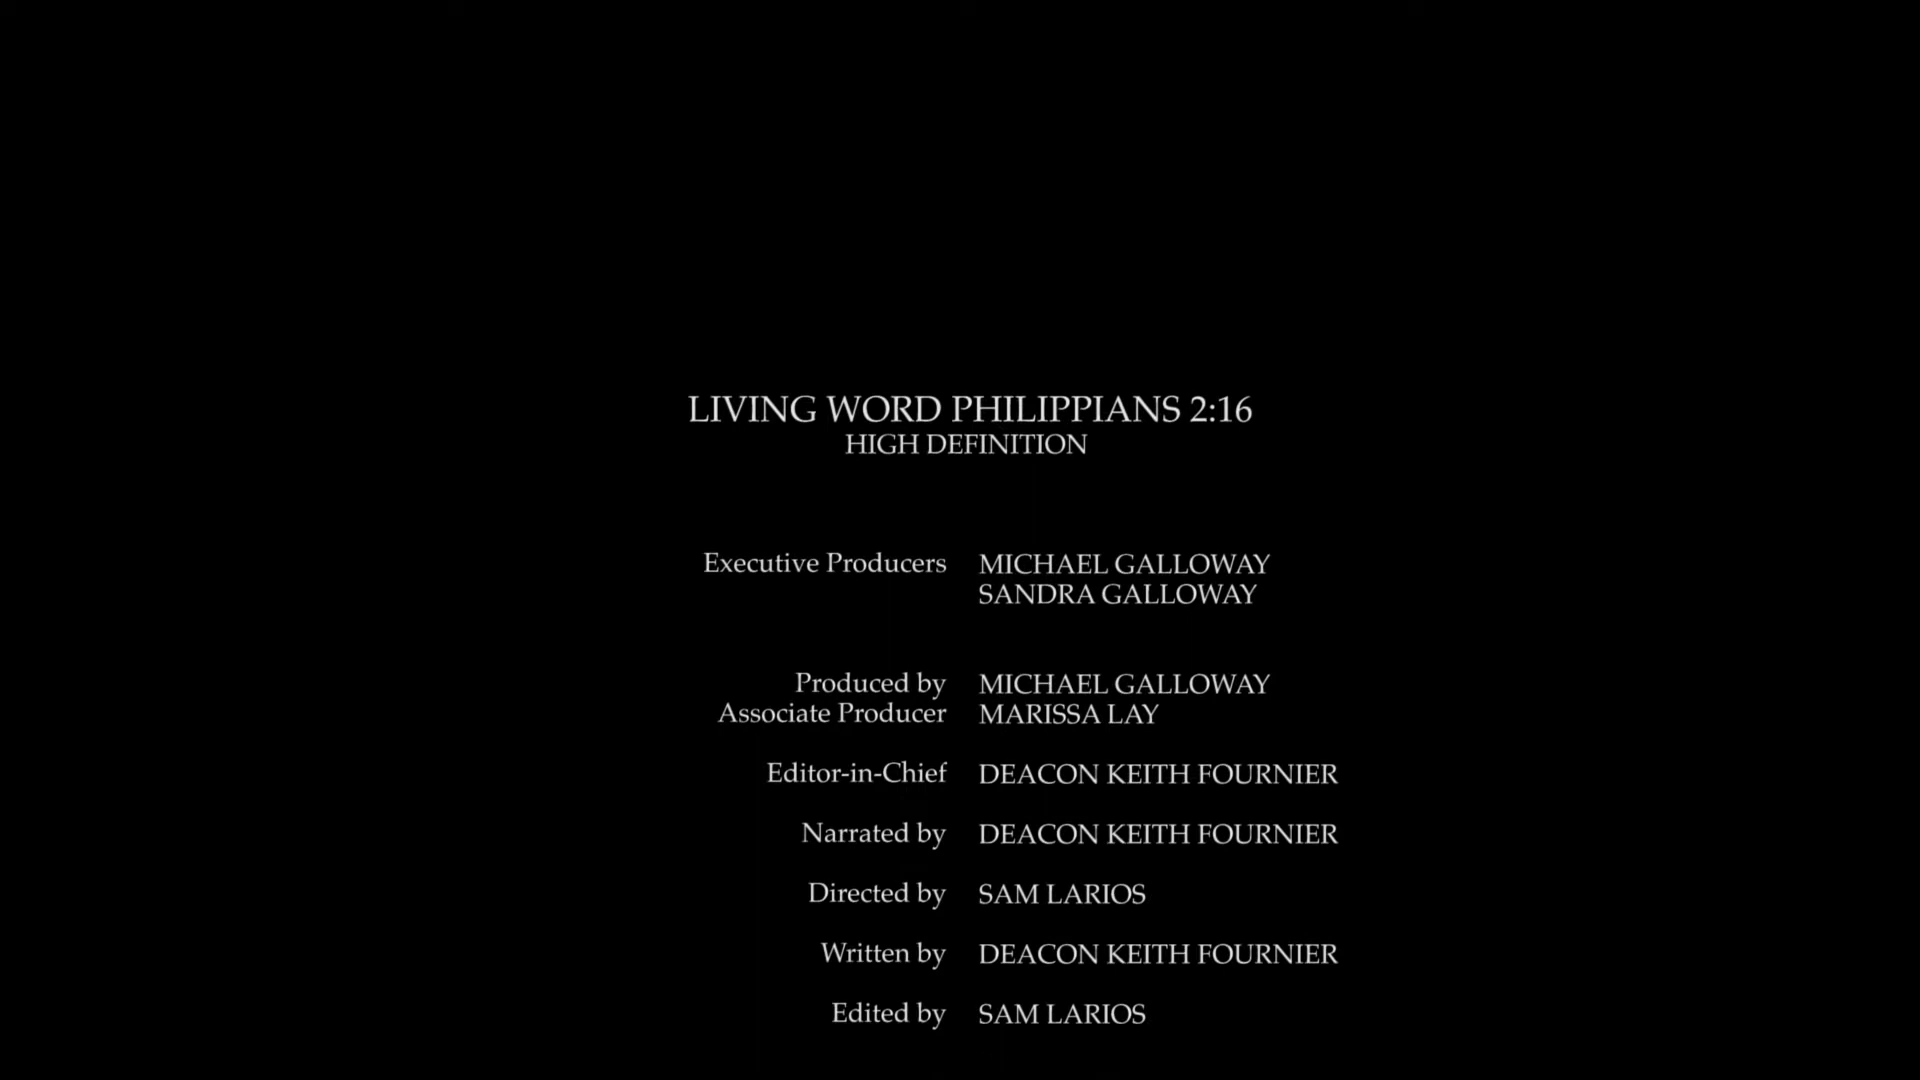 LIVING WORD PHILIPPIANS 2:16
HIGH DEFINITION
Executive Producers MICHAEL GALLOWAY
SANDRA GALLOWAY
Produced by MICHAEL GALLOWAY
Associate Producer MARISSA LAY
Editor-in-Chief DEACON KEITH FOURNIER
Narrated by DEACON KEITH FOURNIER
Directed by SAM LARIOS
Written by DEACON KEITH FOURNIER
Edited by SAM LARIOS